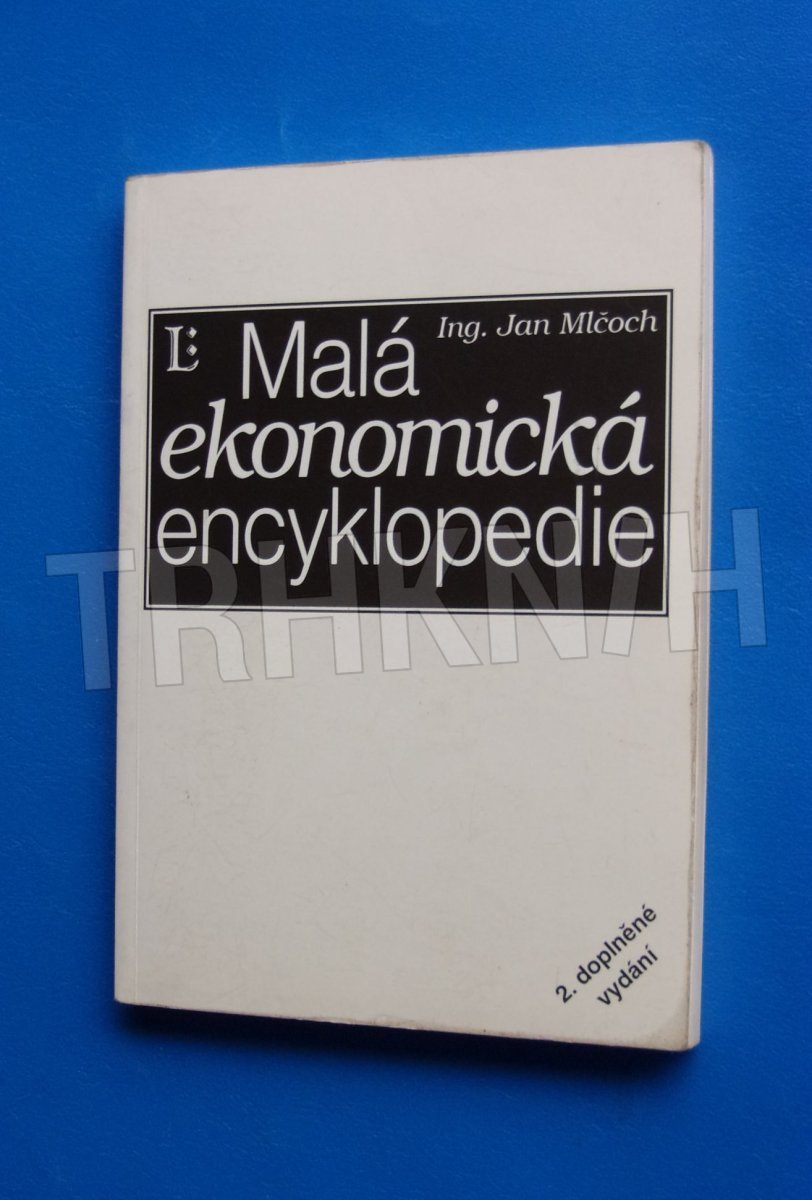 L:
Malá
Ing. Jan Mlčoch
ekonomická
encyklopedie
TRHKNIH
2. doplněné
vydání